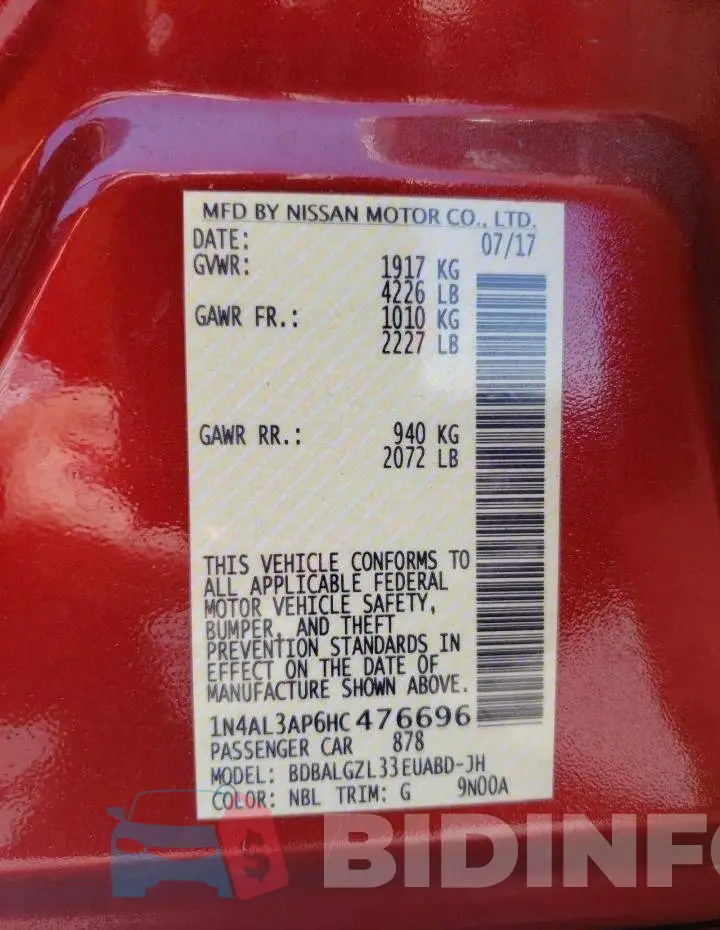 MFD BY NISSAN MOTOR CO., LTD.
DATE: 07/17
GVWR: 1917 KG
4226 LB
GAWR FR.: 1010 KG
2227 LB
GAWR RR.: 940 KG
2072 LB
THIS VEHICLE CONFORMS TO
ALL APPLICABLE FEDERAL
MOTOR VEHICLE SAFETY,
BUMPER, AND THEFT
PREVENTION STANDARDS IN
EFFECT ON THE DATE OF
MANUFACTURE SHOWN ABOVE.
1N4AL3AP6HC 476696
PASSENGER CAR 878
MODEL: BDBALGZL33EUABD-JH
COLOR: NBL TRIM: G 9N00A
$ BIDINFO